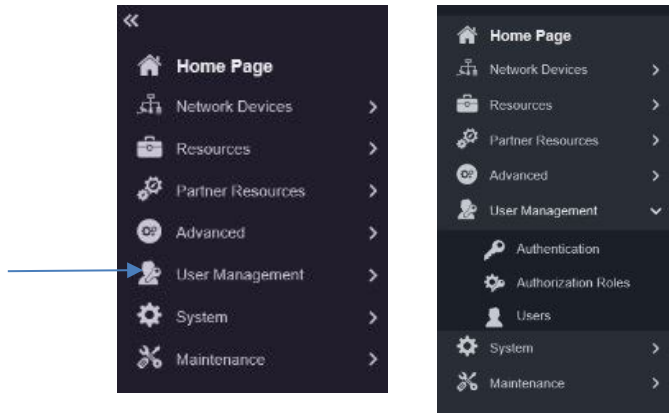 Home Page
Network Devices
Resources
Partner Resources
Advanced
User Management
System
Maintenance
Home Page
Network Devices
Resources
Partner Resources
Advanced
User Management
Authentication
Authorization Roles
Users
System
Maintenance